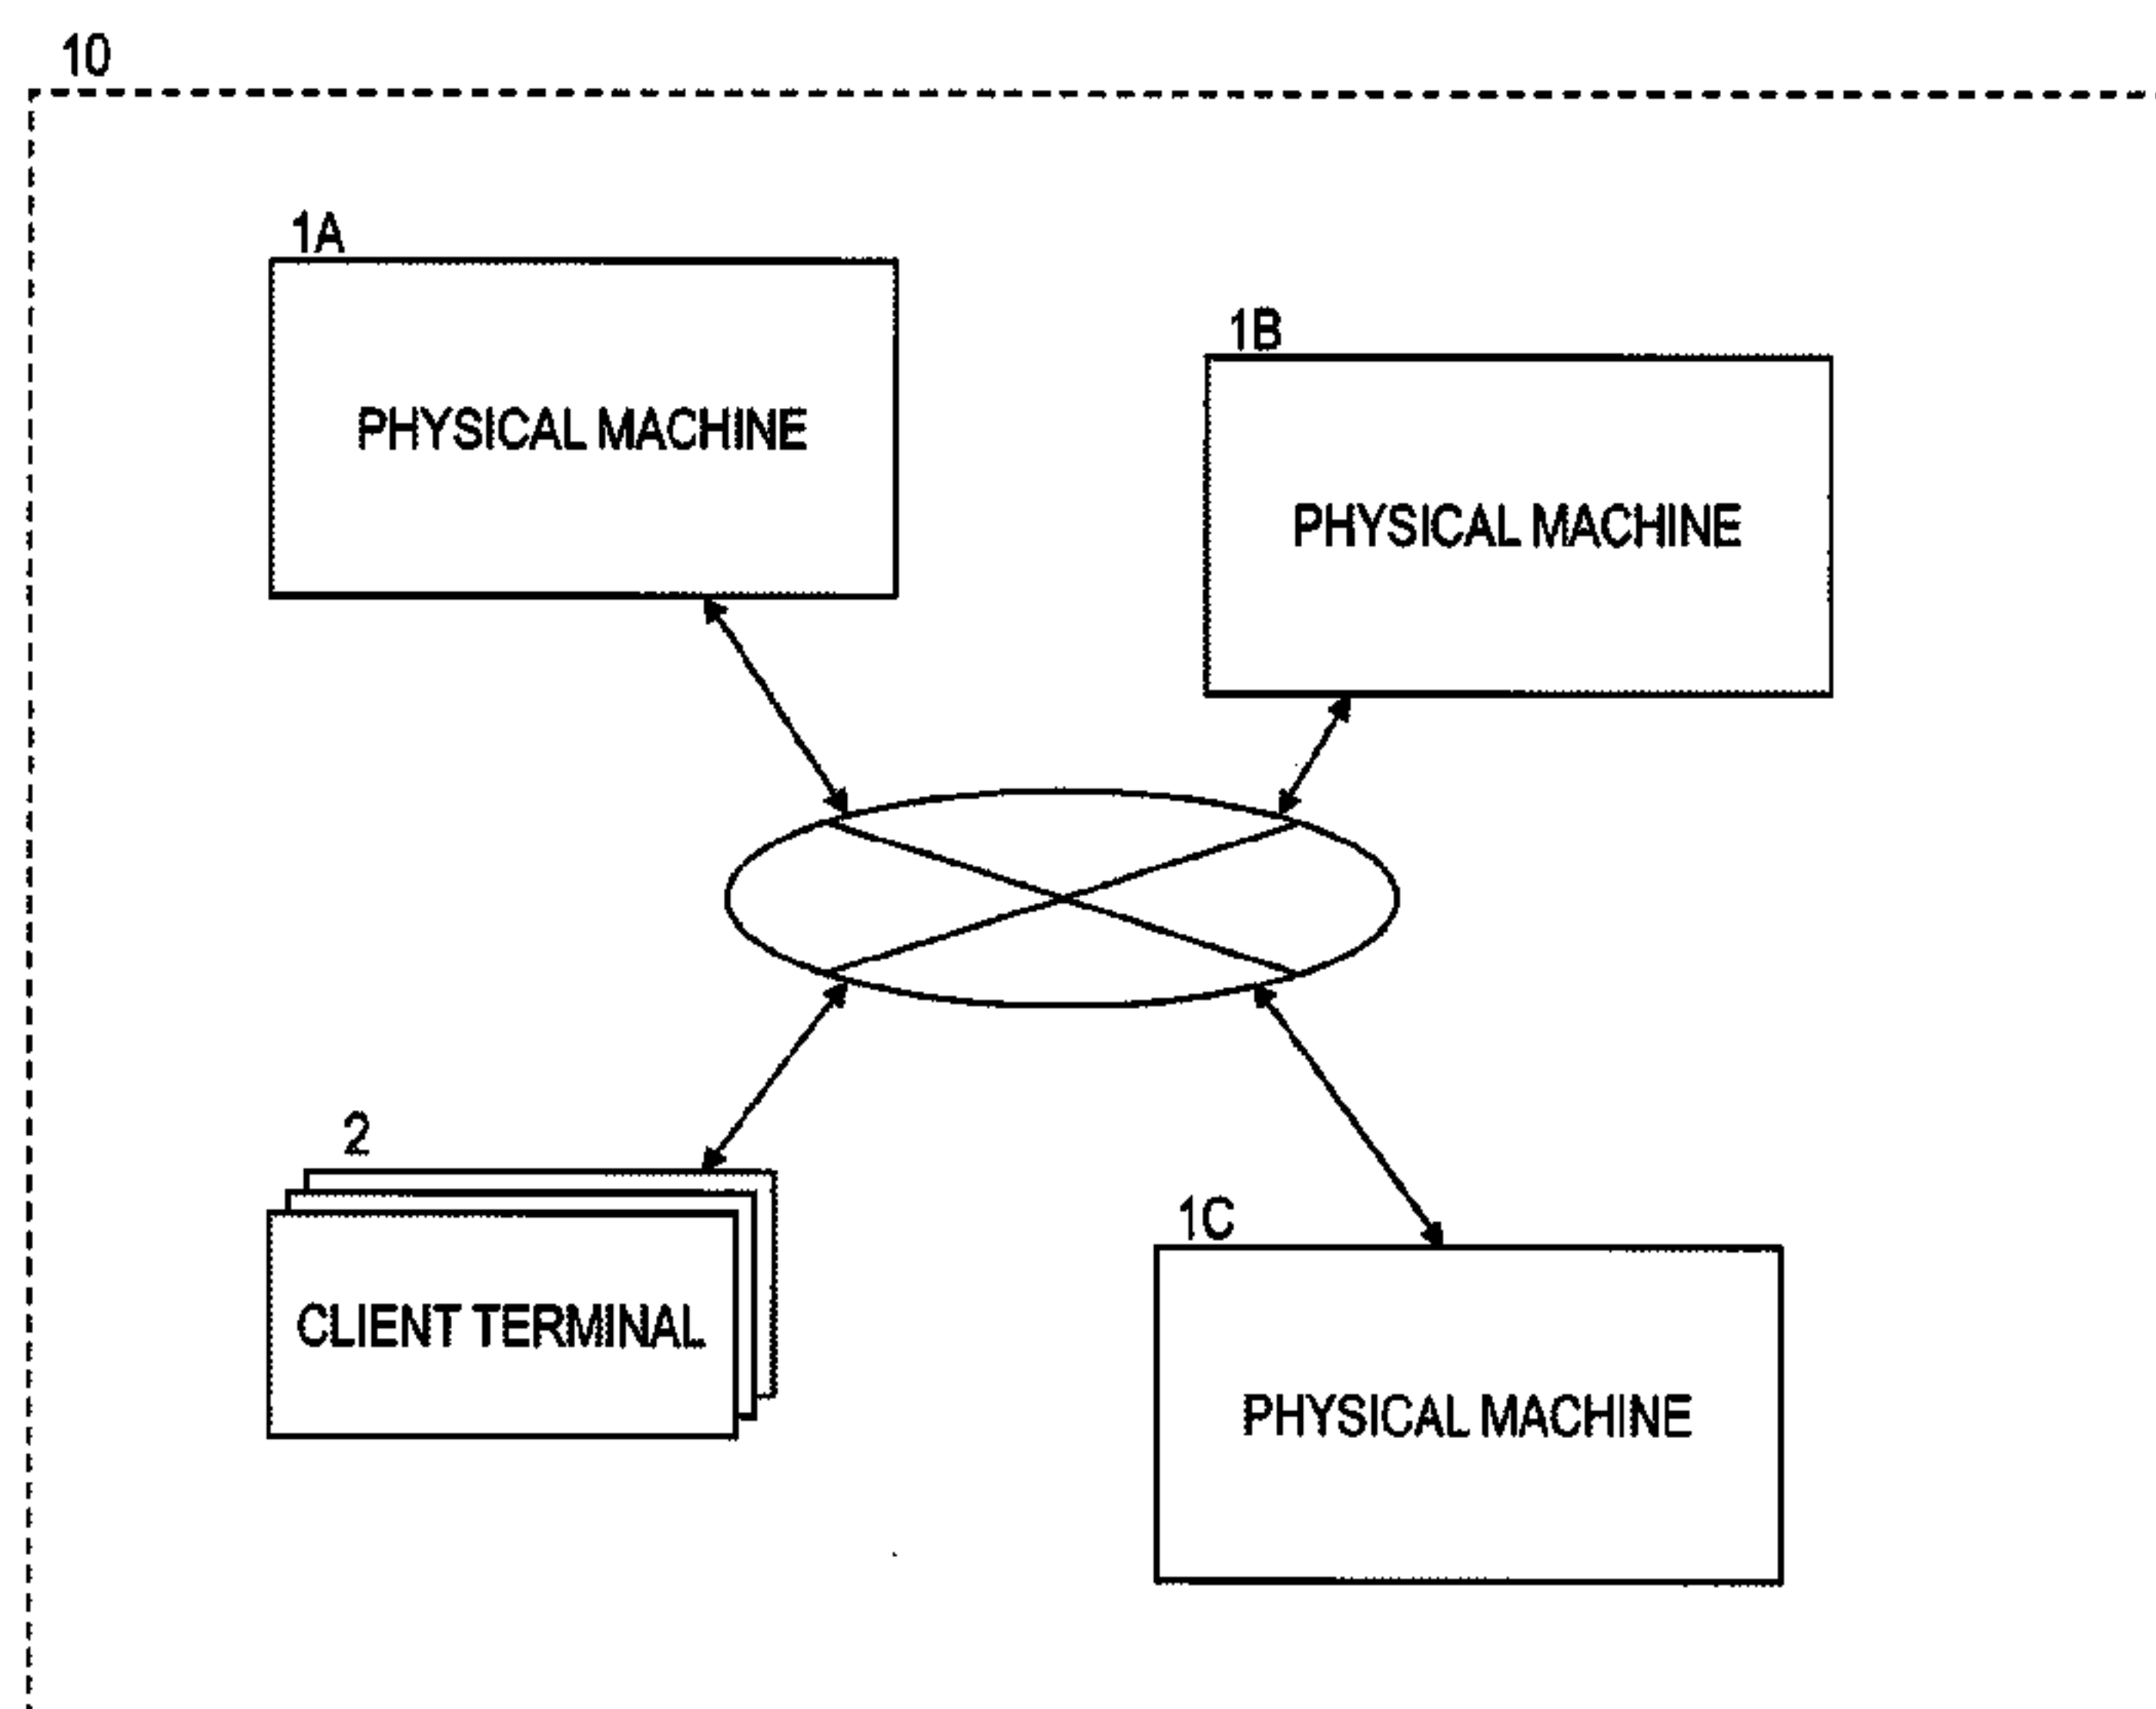 10
1A
PHYSICAL MACHINE
1B
PHYSICAL MACHINE
2
CLIENT TERMINAL
1C
PHYSICAL MACHINE